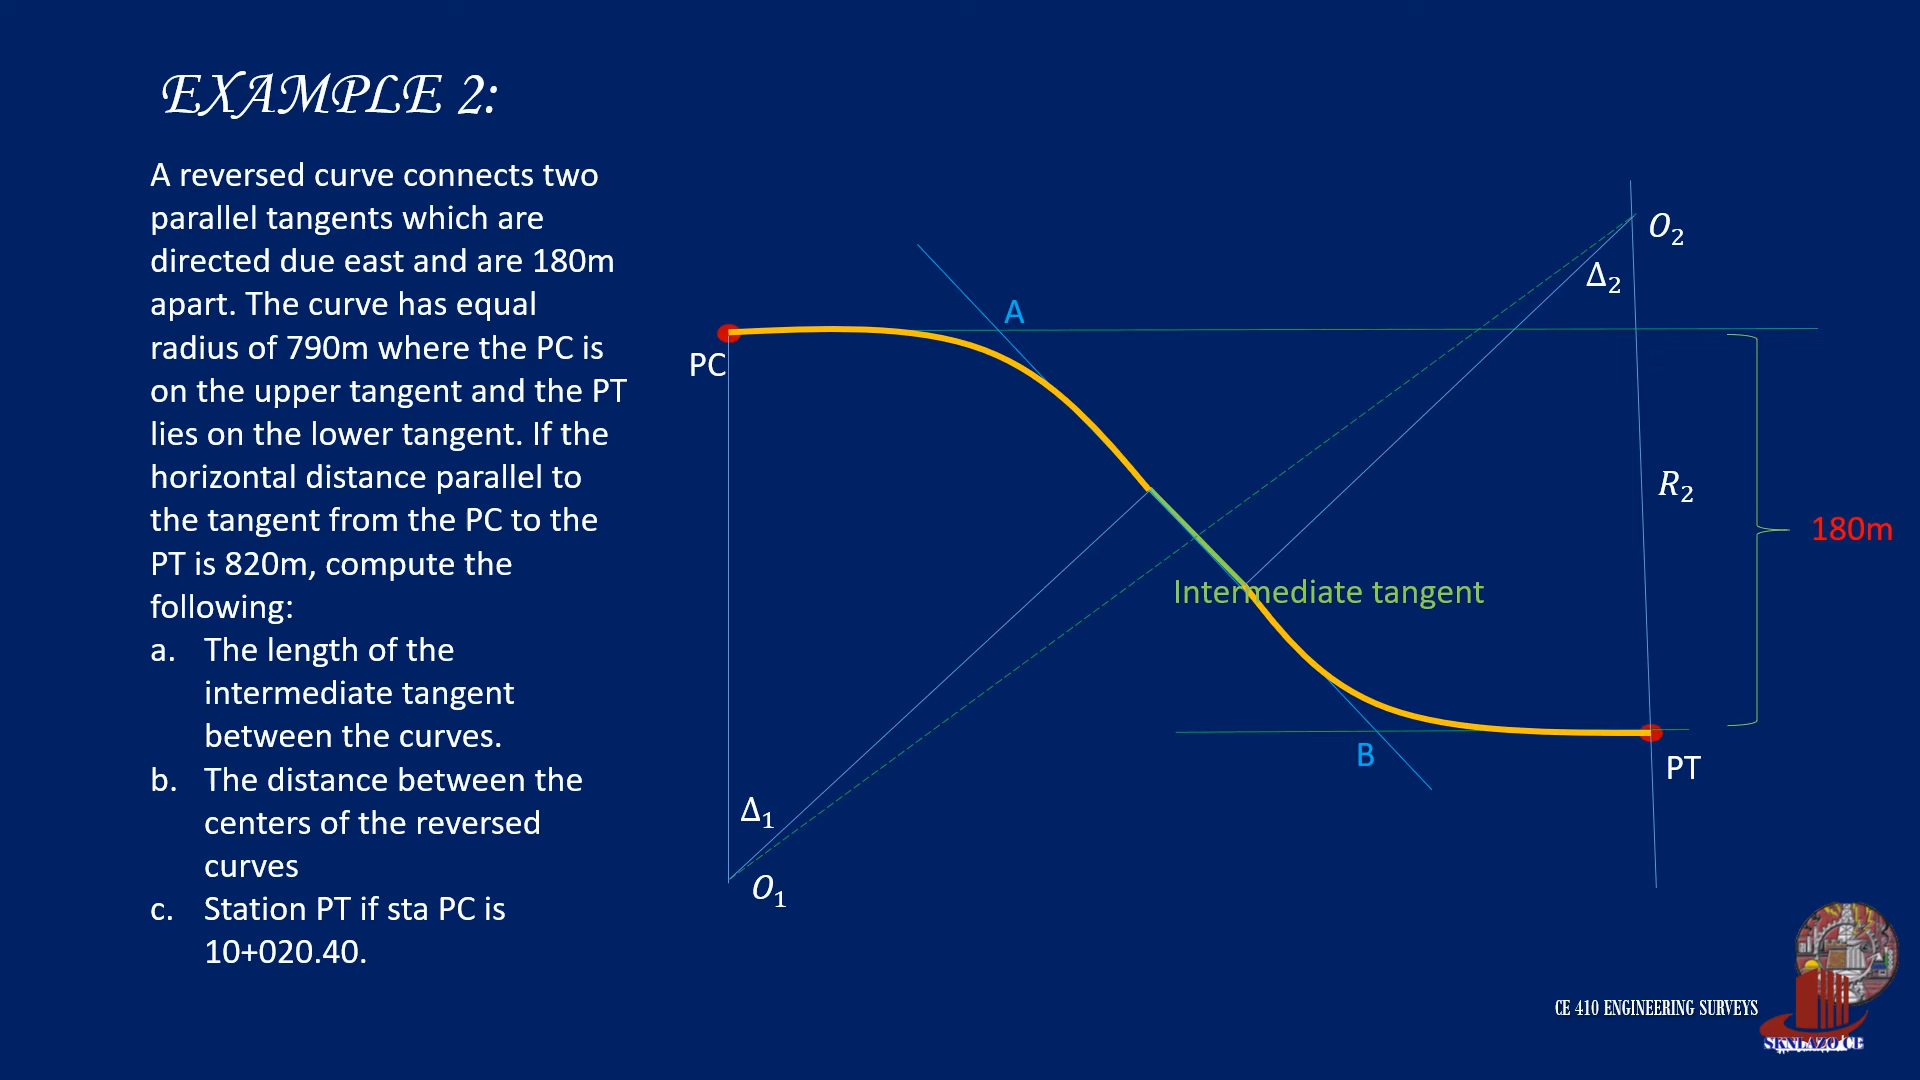 EXAMPLE 2:
A reversed curve connects two
parallel tangents which are
directed due east and are 180m
apart. The curve has equal
radius of 790m where the PC is
on the upper tangent and the PT
lies on the lower tangent. If the
horizontal distance parallel to
the tangent from the PC to the
PT is 820m, compute the
following:
a. The length of the
intermediate tangent
between the curves.
b. The distance between the
centers of the reversed
curves
c. Station PT if sta PC is
10+020.40.
O₂
Δ₂
A
PC
R₂
180m
Intermediate tangent
B
PT
Δ₁
O₁
CE 410 ENGINEERING SURVEYS
SKNLAZO CE